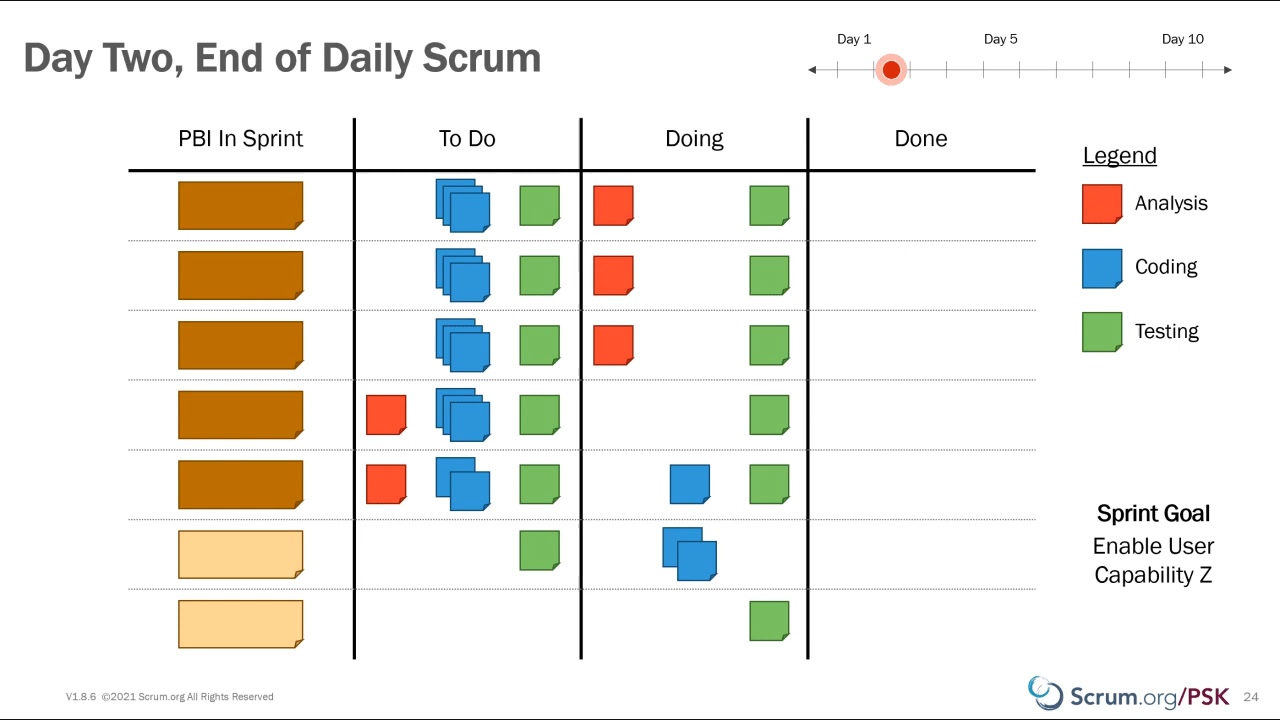 Day Two, End of Daily Scrum
Day 1
Day 5
Day 10
PBI In Sprint
To Do
Doing
Done
Legend
Analysis
Coding
Testing
Sprint Goal
Enable User
Capability Z
V1.8.6 ©2021 Scrum.org All Rights Reserved
Scrum.org/PSK
24